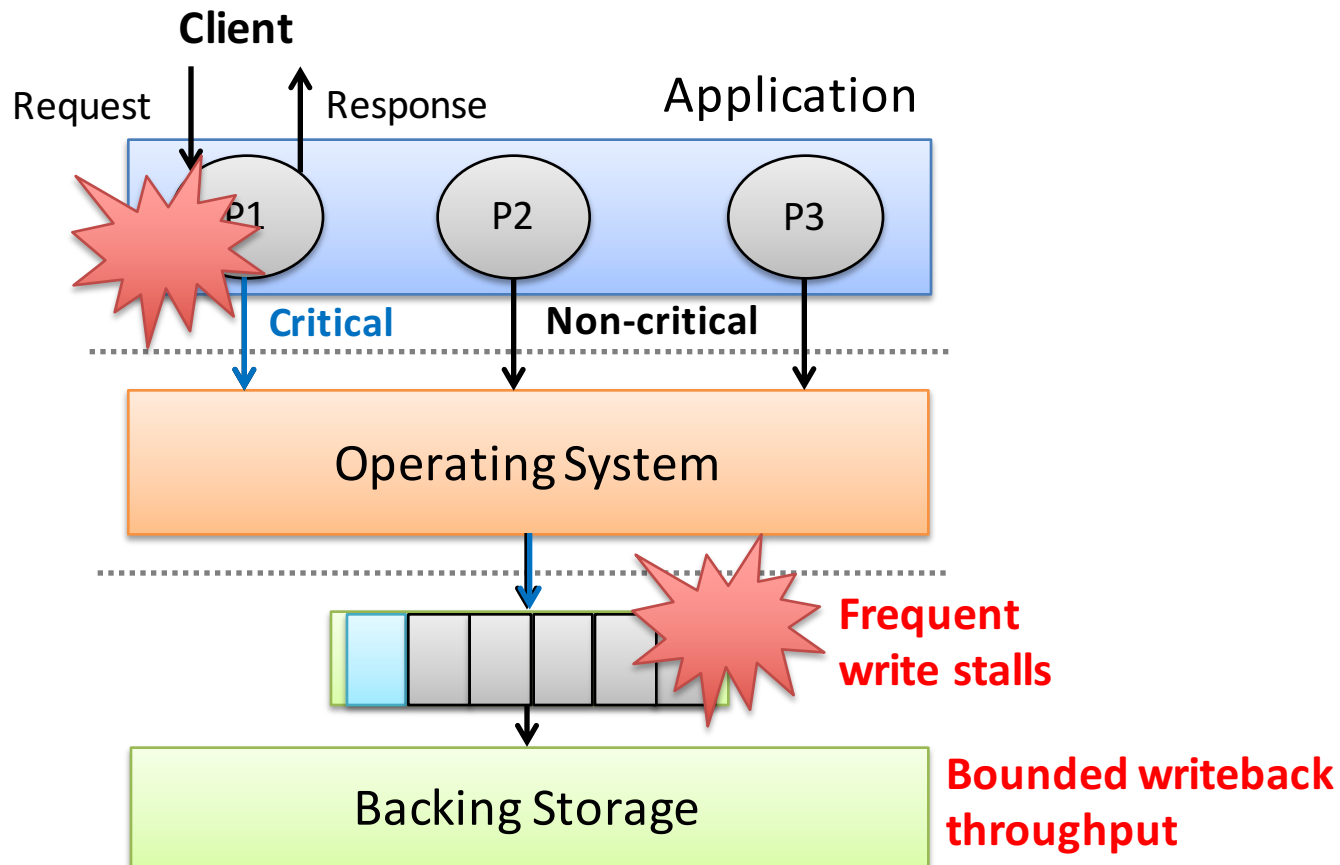 Client
Request
Response
Application
P1
P2
P3
Critical
Non-critical
Operating System
Frequent
write stalls
Backing Storage
Bounded writeback
throughput